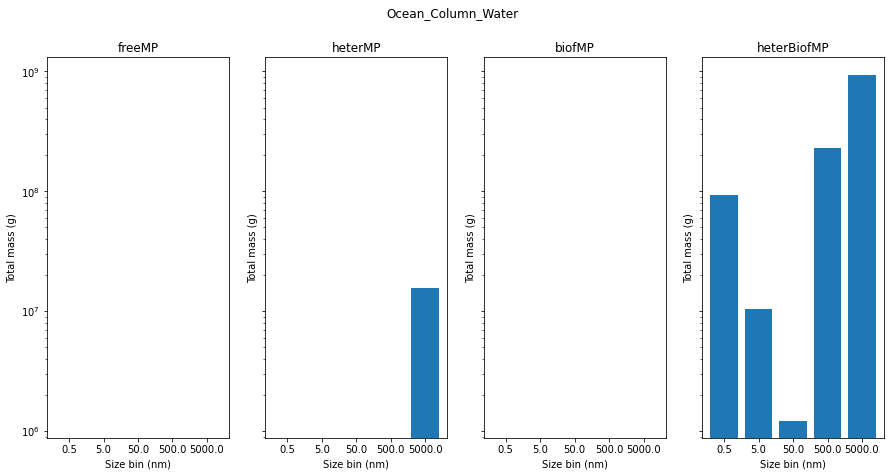 Ocean_Column_Water
freeMP
heterMP
biofMP
heterBiofMP
Total mass (g)
10⁹
10⁸
10⁷
10⁶
0.5 5.0 50.0 500.0 5000.0
Size bin (nm)
Total mass (g)
0.5 5.0 50.0 500.0 5000.0
Size bin (nm)
Total mass (g)
0.5 5.0 50.0 500.0 5000.0
Size bin (nm)
Total mass (g)
0.5 5.0 50.0 500.0 5000.0
Size bin (nm)